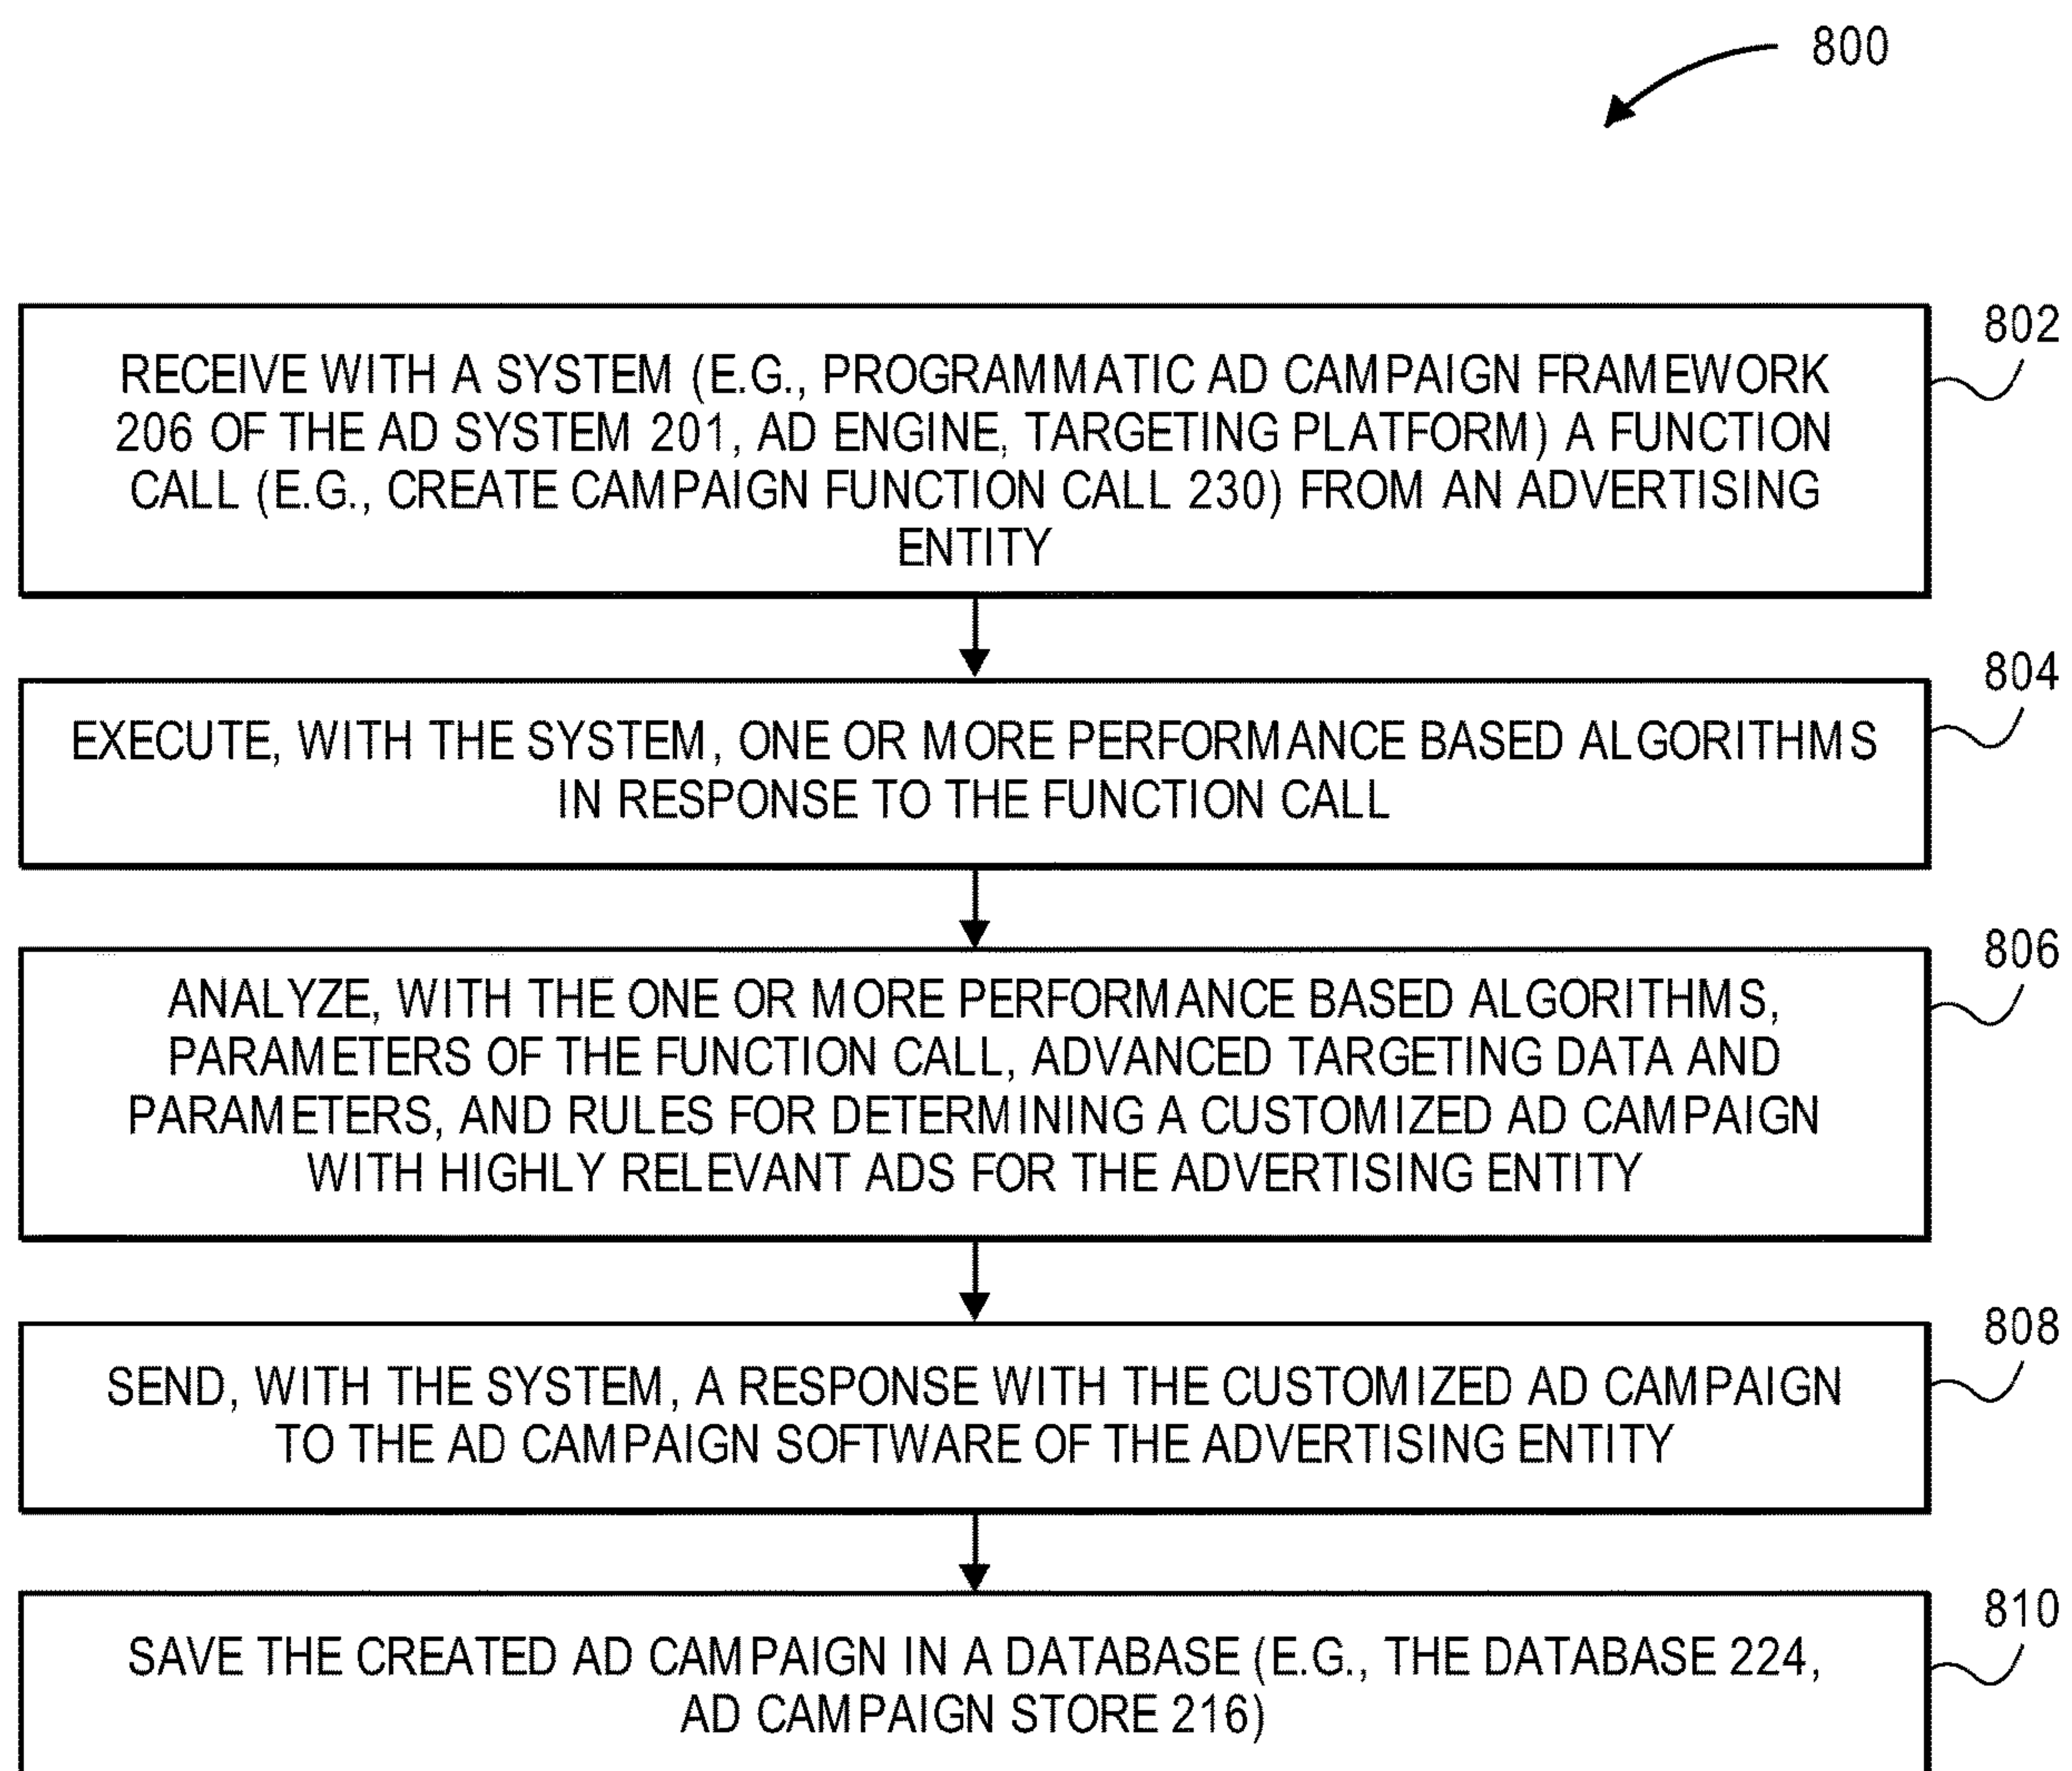 800
802
RECEIVE WITH A SYSTEM (E.G., PROGRAMMATIC AD CAMPAIGN FRAMEWORK
206 OF THE AD SYSTEM 201, AD ENGINE, TARGETING PLATFORM) A FUNCTION
CALL (E.G., CREATE CAMPAIGN FUNCTION CALL 230) FROM AN ADVERTISING
ENTITY
804
EXECUTE, WITH THE SYSTEM, ONE OR MORE PERFORMANCE BASED ALGORITHMS
IN RESPONSE TO THE FUNCTION CALL
806
ANALYZE, WITH THE ONE OR MORE PERFORMANCE BASED ALGORITHMS,
PARAMETERS OF THE FUNCTION CALL, ADVANCED TARGETING DATA AND
PARAMETERS, AND RULES FOR DETERMINING A CUSTOMIZED AD CAMPAIGN
WITH HIGHLY RELEVANT ADS FOR THE ADVERTISING ENTITY
808
SEND, WITH THE SYSTEM, A RESPONSE WITH THE CUSTOMIZED AD CAMPAIGN
TO THE AD CAMPAIGN SOFTWARE OF THE ADVERTISING ENTITY
810
SAVE THE CREATED AD CAMPAIGN IN A DATABASE (E.G., THE DATABASE 224,
AD CAMPAIGN STORE 216)